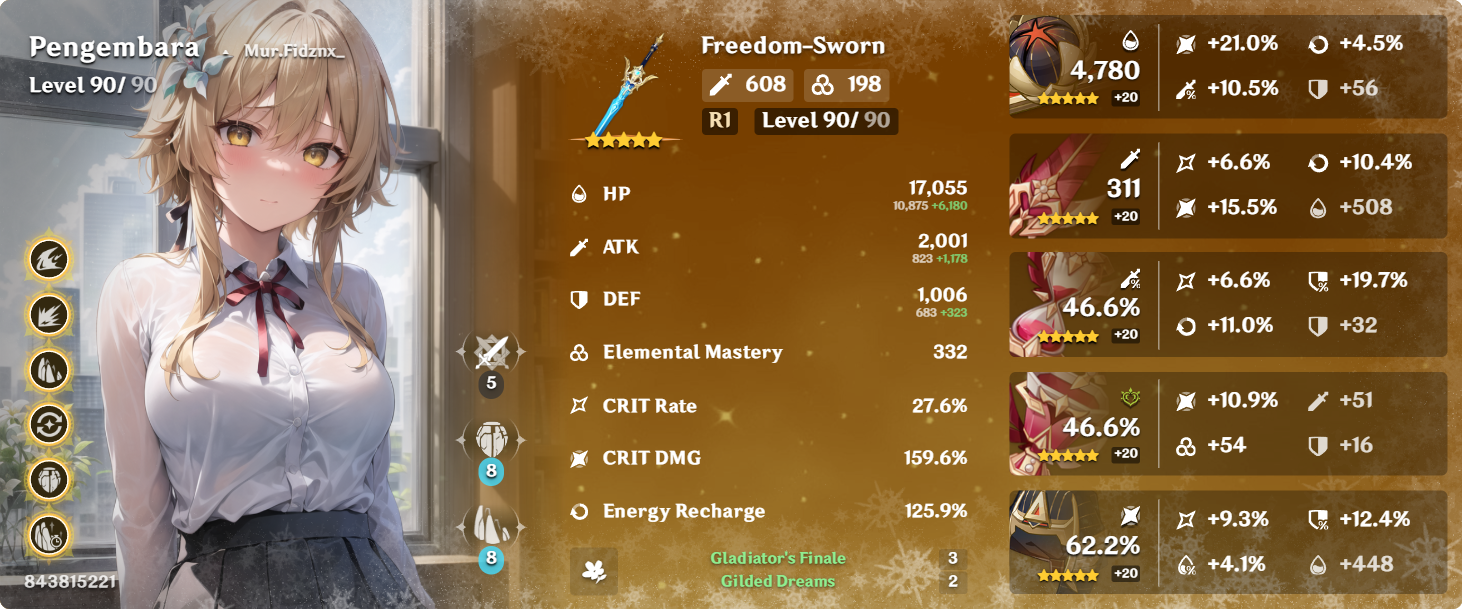 Pengembara • Mur.Fidznx_
Level 90/ 90
5
8
8
843815221
Freedom-Sworn
608 198
R1 Level 90/ 90
HP 17,055
10,875 +6,180
ATK 2,001
823 +1,178
DEF 1,006
683 +323
Elemental Mastery 332
CRIT Rate 27.6%
CRIT DMG 159.6%
Energy Recharge 125.9%
Gladiator's Finale 3
Gilded Dreams 2
4,780
+20
+21.0% +4.5%
+10.5% +56
311
+20
+6.6% +10.4%
+15.5% +508
46.6%
+20
+6.6% +19.7%
+11.0% +32
46.6%
+20
+10.9% +51
+54 +16
62.2%
+20
+9.3% +12.4%
+4.1% +448